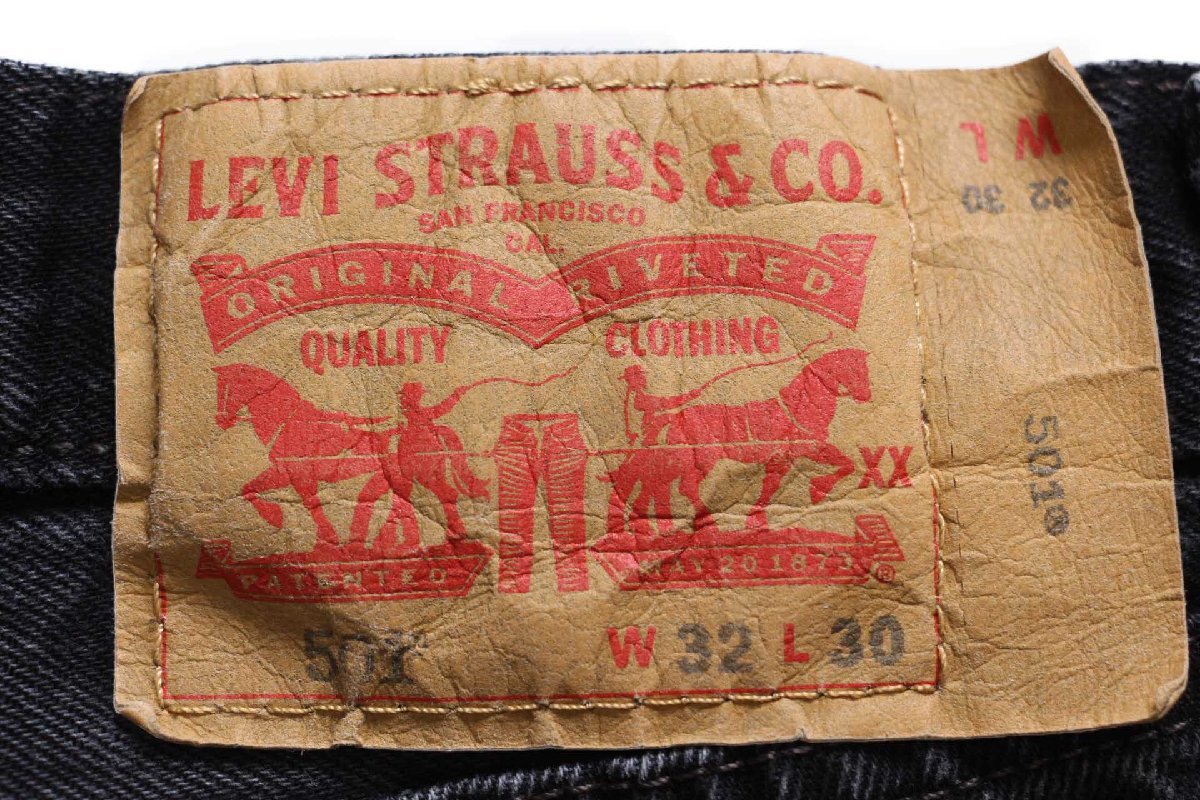 LEVI STRAUSS & CO.
SAN FRANCISCO
CAL.
ORIGINAL RIVETED
QUALITY CLOTHING
XX
PATENTED MAY 20 1873 ®
501 W 32 L 30
W L
32 30
501®